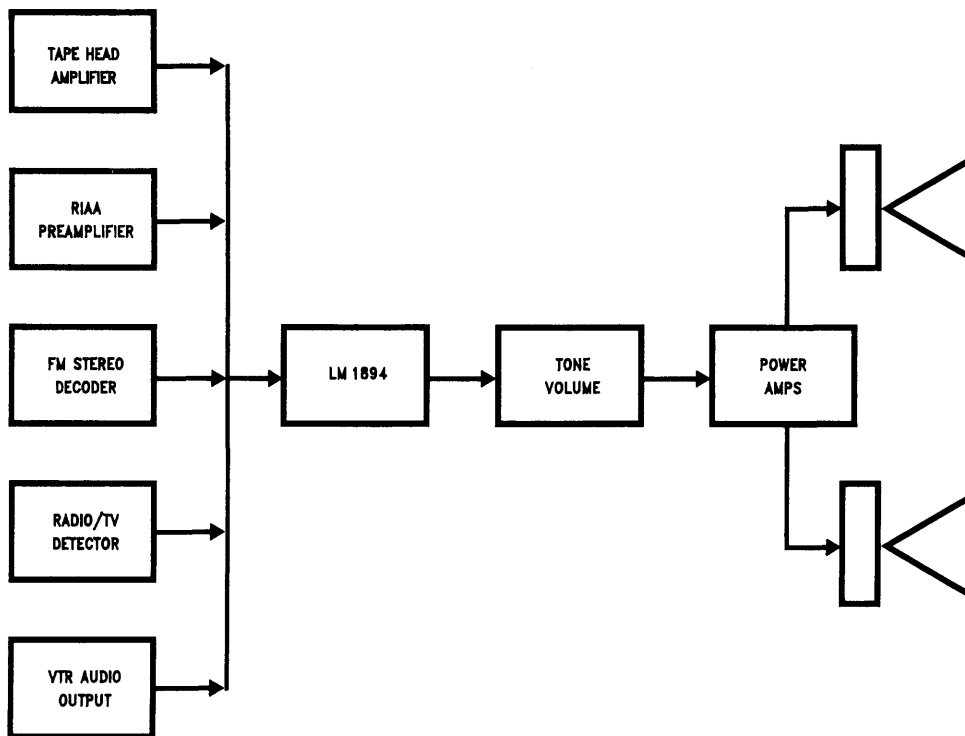 TAPE HEAD
AMPLIFIER
RIAA
PREAMPLIFIER
FM STEREO
DECODER
LM 1894
TONE
VOLUME
POWER
AMPS
RADIO/TV
DETECTOR
VTR AUDIO
OUTPUT